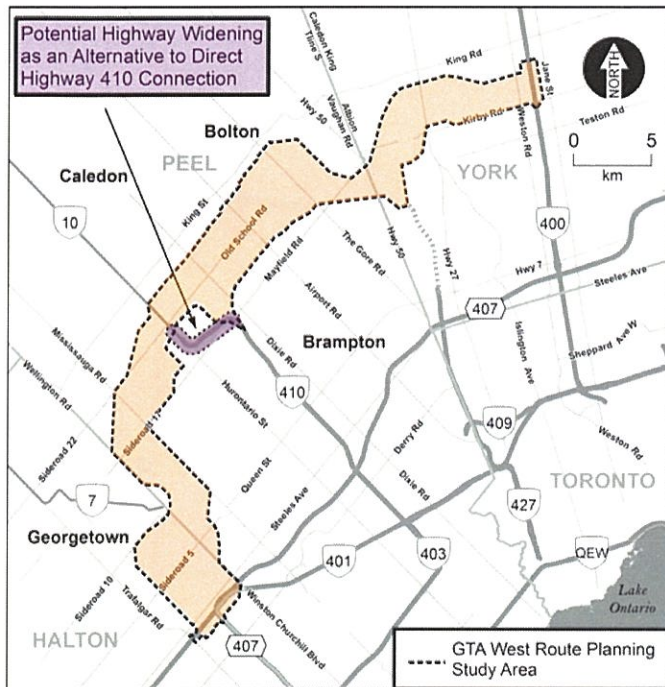 Potential Highway Widening
as an Alternative to Direct
Highway 410 Connection
NORTH
0 5
km
Caledon King
Tline S
King Rd
Jane St
Hwy 50
Albion
Vaughan Rd
Kirby Rd
Weston Rd
Teston Rd
Bolton
PEEL
YORK
Caledon
King St
10
Old School Rd
The Gore Rd
Hwy 50
Hwy 27
400
Mayfield Rd
Hwy 7
Airport Rd
Steeles Ave
407
Mississauga Rd
Dixie Rd
Brampton
Islington Ave
Sheppard Ave W
Wellington Rd
410
Hurontario St
Sideroad 17
Derry Rd
409
Sideroad 22
Weston Rd
Queen St
Dixie Rd
TORONTO
7
Steeles Ave
427
Georgetown
401
403
QEW
Sideroad 5
Sideroad 10
Trafalgar Rd
Winston Churchill Blvd
Lake
Ontario
HALTON
407
GTA West Route Planning
Study Area